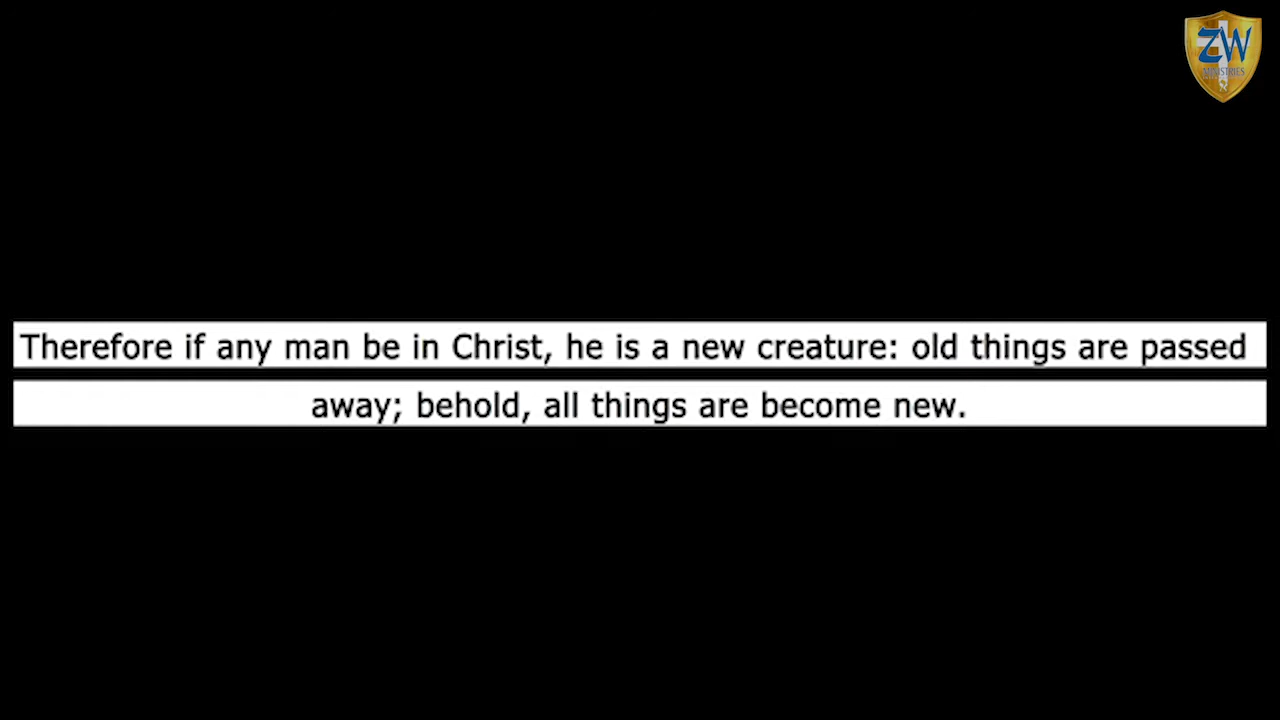 ZW
MINISTRIES
Therefore if any man be in Christ, he is a new creature: old things are passed
away; behold, all things are become new.